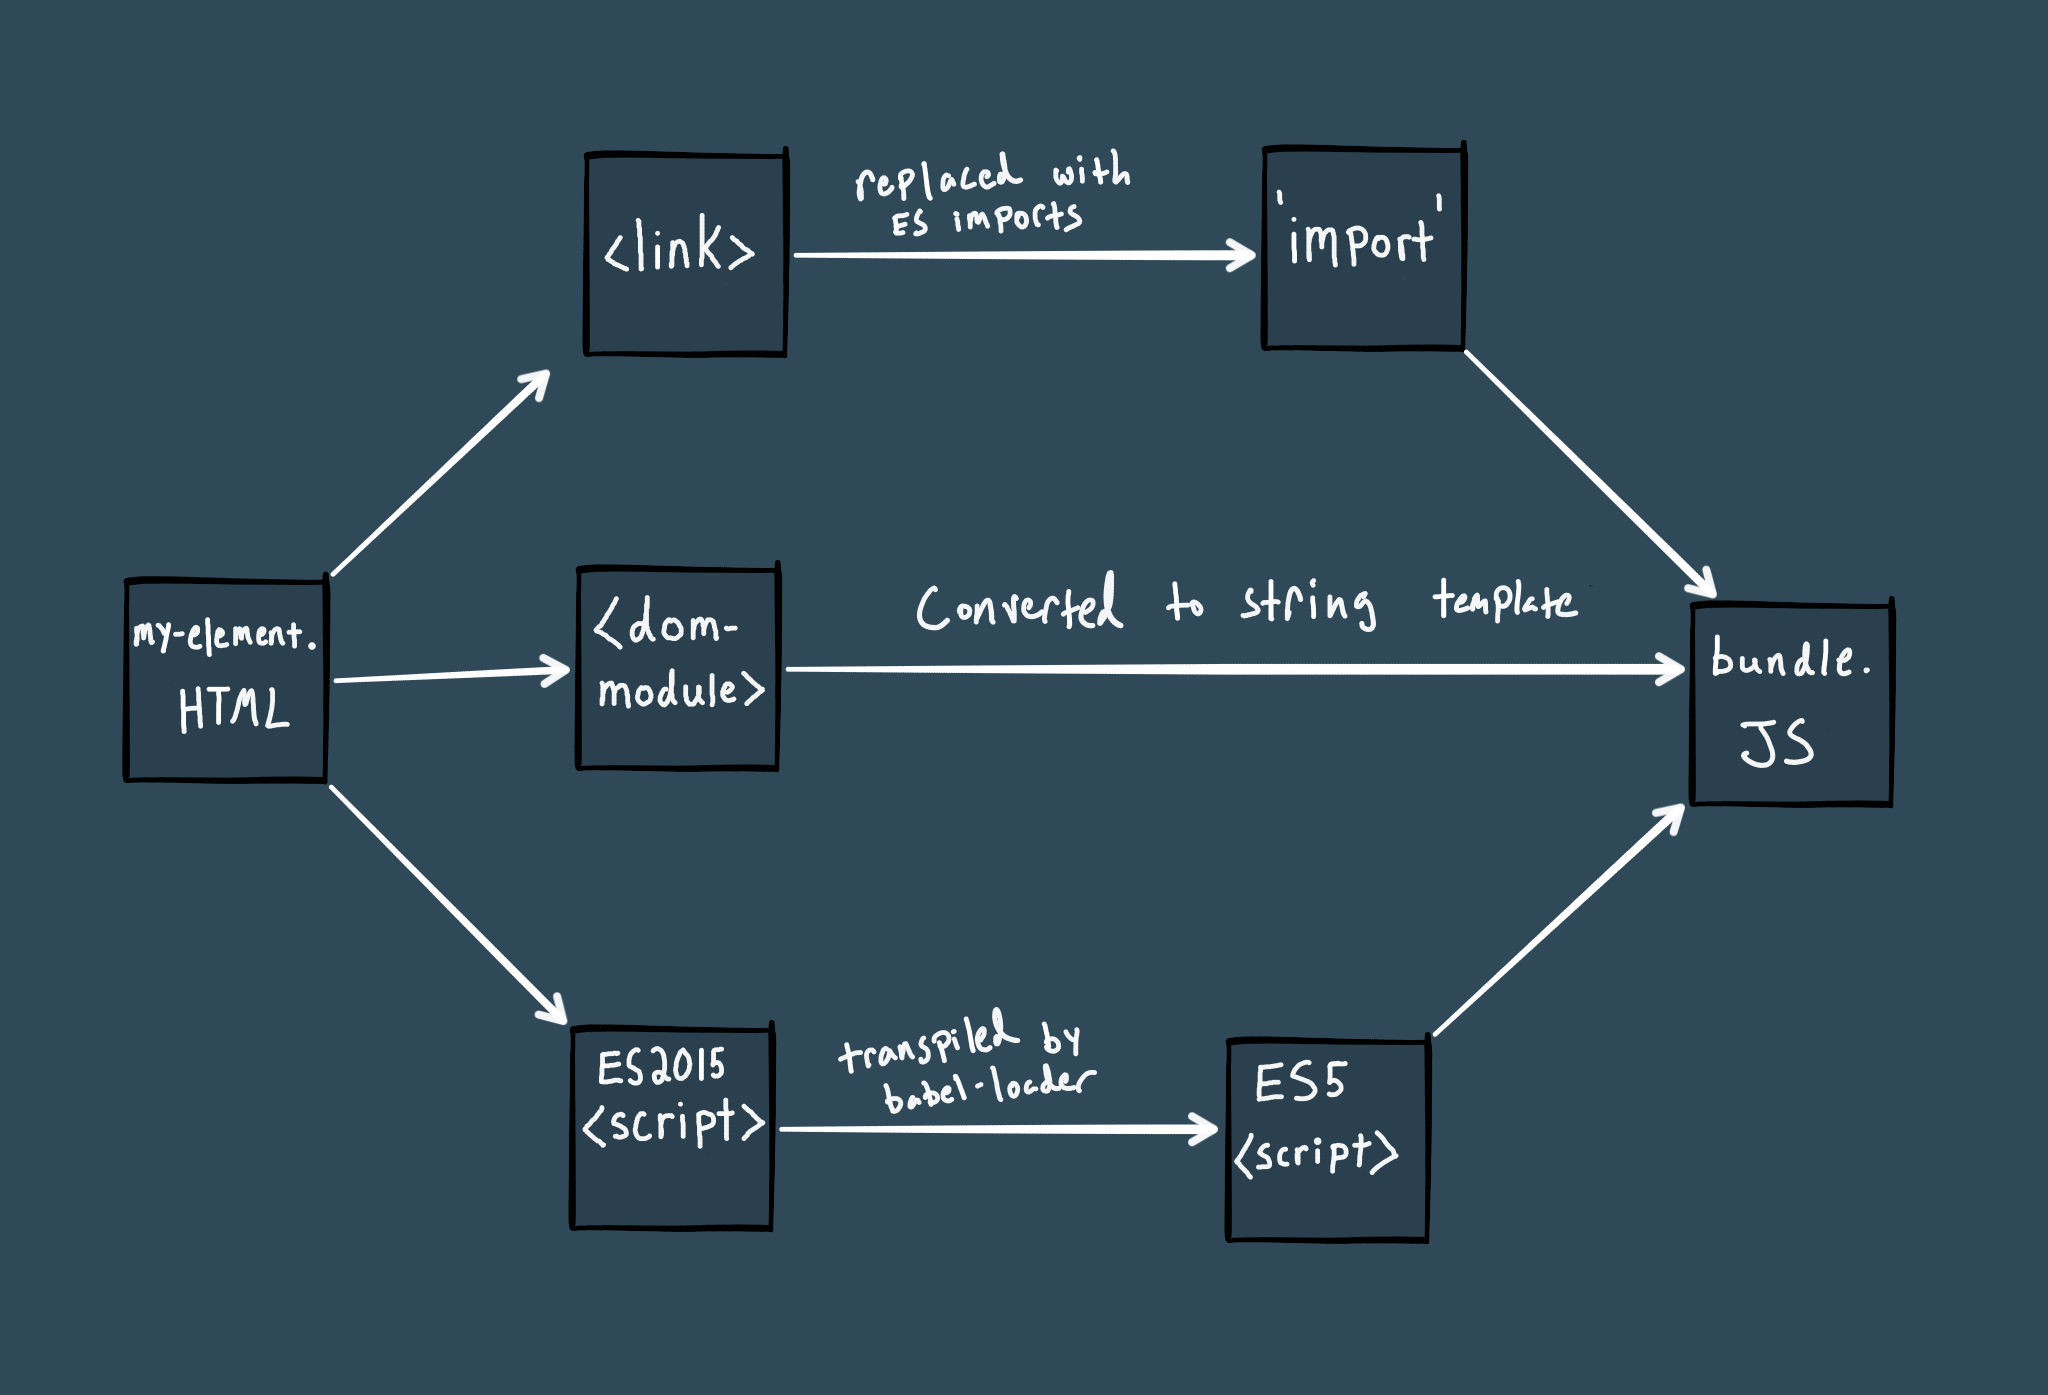 <link>
replaced with
ES imports
'import'
my-element.
HTML
<dom-
module>
Converted to string template
bundle.
JS
ES2015
<script>
transpiled by
babel-loader
ES5
<script>